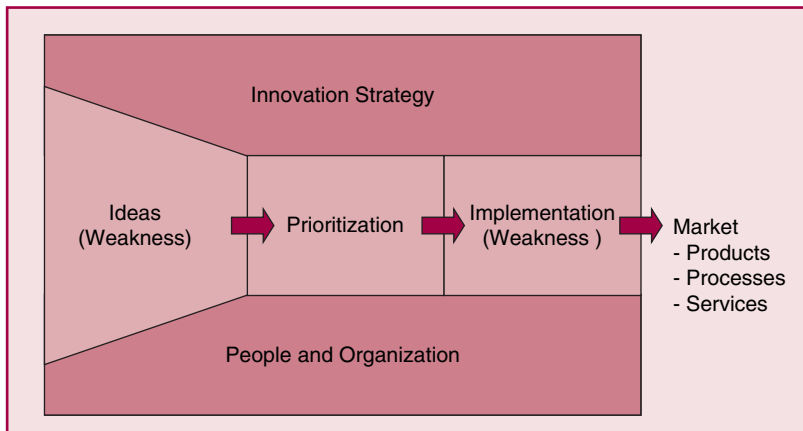 Innovation Strategy
Ideas
(Weakness)
Prioritization
Implementation
(Weakness )
Market
- Products
- Processes
- Services
People and Organization